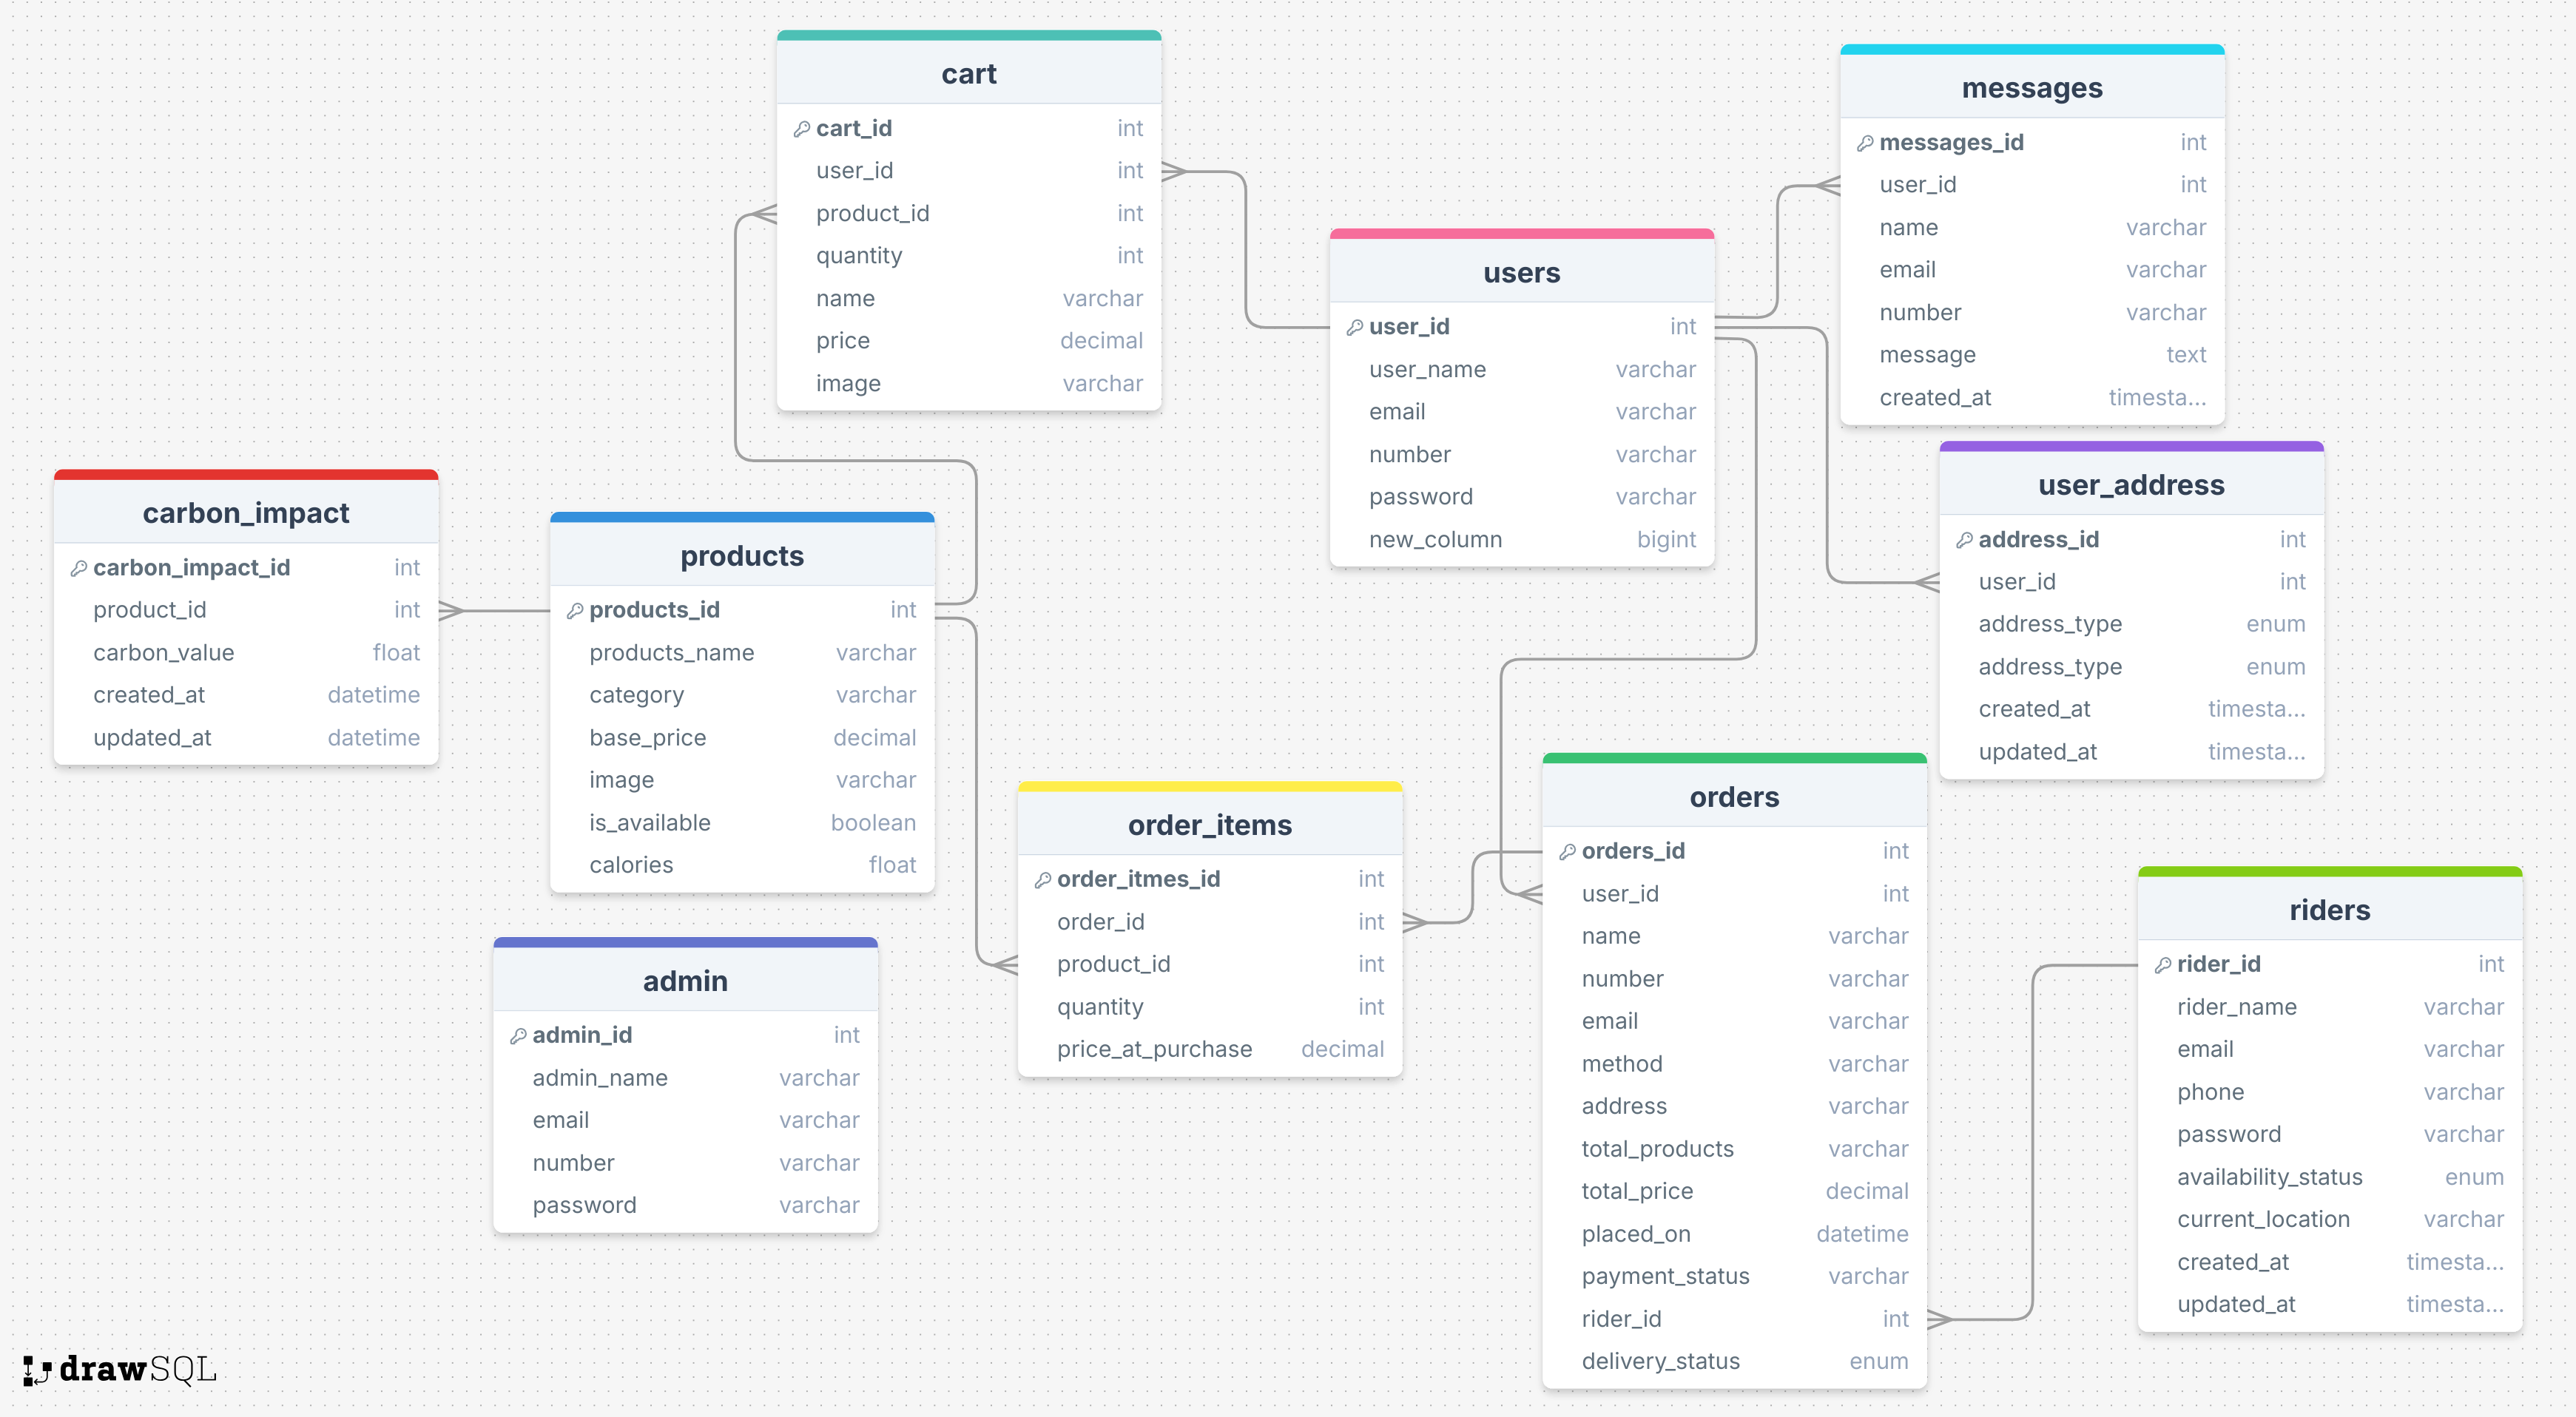 cart
cart_id int
user_id int
product_id int
quantity int
name varchar
price decimal
image varchar
messages
messages_id int
user_id int
name varchar
email varchar
number varchar
message text
created_at timesta...
users
user_id int
user_name varchar
email varchar
number varchar
password varchar
new_column bigint
user_address
address_id int
user_id int
address_type enum
address_type enum
created_at timesta...
updated_at timesta...
carbon_impact
carbon_impact_id int
product_id int
carbon_value float
created_at datetime
updated_at datetime
products
products_id int
products_name varchar
category varchar
base_price decimal
image varchar
is_available boolean
calories float
order_items
order_itmes_id int
order_id int
product_id int
quantity int
price_at_purchase decimal
orders
orders_id int
user_id int
name varchar
number varchar
email varchar
method varchar
address varchar
total_products varchar
total_price decimal
placed_on datetime
payment_status varchar
rider_id int
delivery_status enum
riders
rider_id int
rider_name varchar
email varchar
phone varchar
password varchar
availability_status enum
current_location varchar
created_at timesta...
updated_at timesta...
admin
admin_id int
admin_name varchar
email varchar
number varchar
password varchar
drawSQL